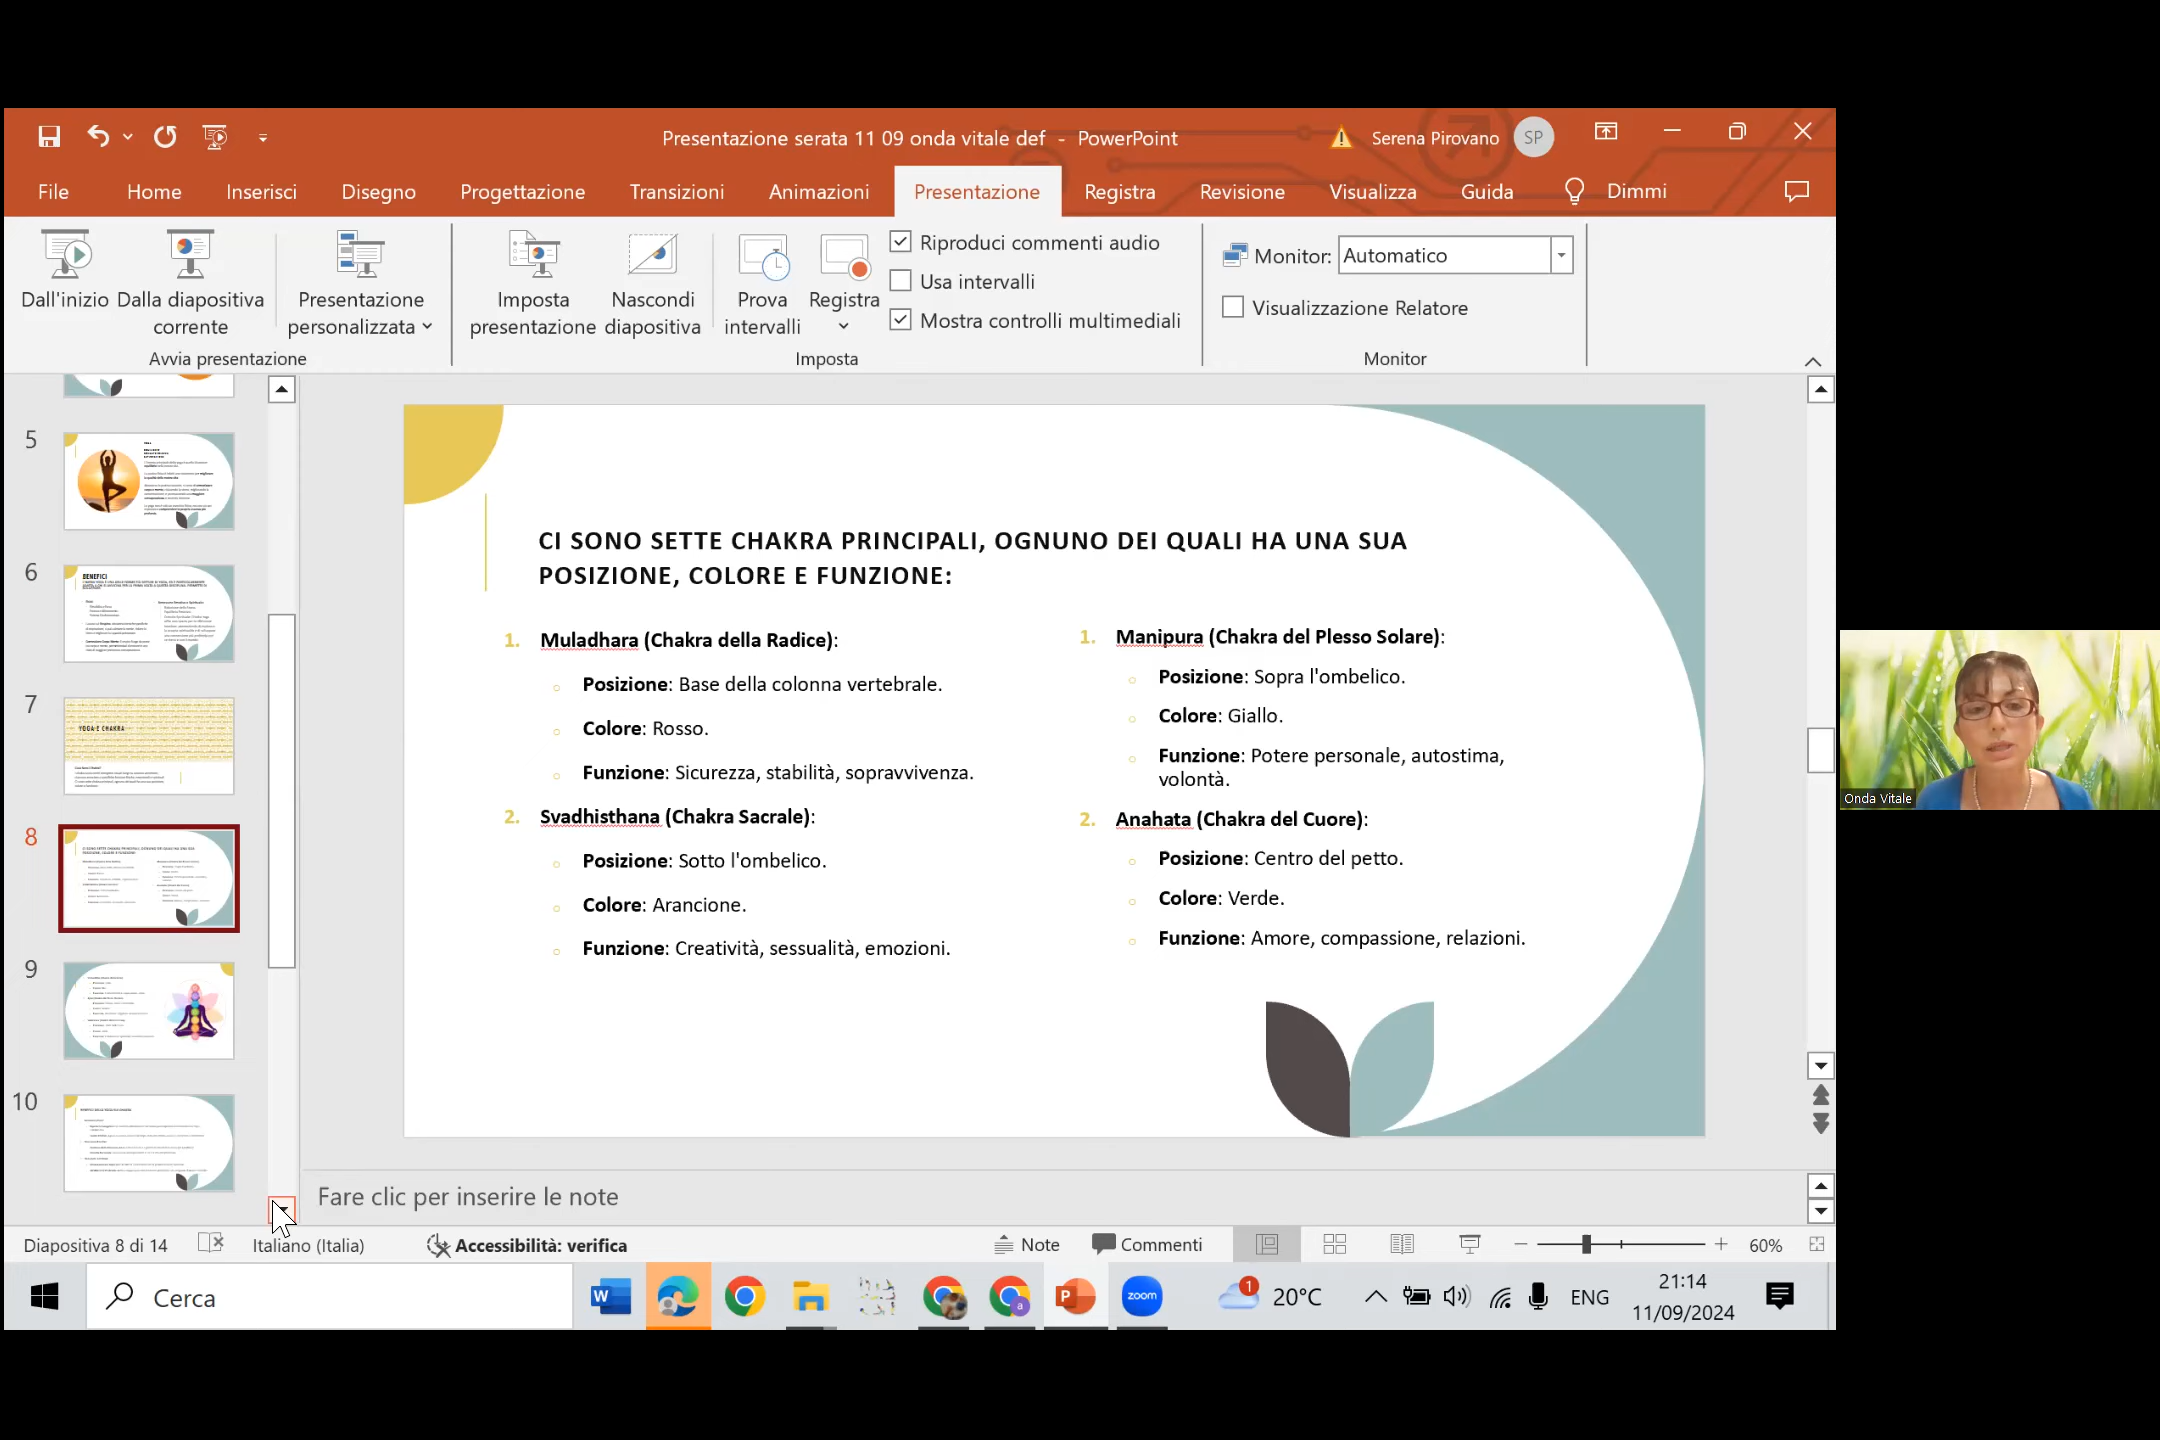 Presentazione serata 11 09 onda vitale def - PowerPoint
Serena Pirovano
SP
File Home Inserisci Disegno Progettazione Transizioni Animazioni Presentazione Registra Revisione Visualizza Guida Dimmi
Dall'inizio
Dalla diapositiva
corrente
Presentazione
personalizzata
Avvia presentazione
Imposta
presentazione
Nascondi
diapositiva
Prova
intervalli
Registra
Riproduci commenti audio
Usa intervalli
Mostra controlli multimediali
Imposta
Monitor: Automatico
Visualizzazione Relatore
Monitor
5
6
BENEFICI
7
YOGA E CHAKRA
8
9
10
CI SONO SETTE CHAKRA PRINCIPALI, OGNUNO DEI QUALI HA UNA SUA
POSIZIONE, COLORE E FUNZIONE:
1. Muladhara (Chakra della Radice):
Posizione: Base della colonna vertebrale.
Colore: Rosso.
Funzione: Sicurezza, stabilità, sopravvivenza.
2. Svadhisthana (Chakra Sacrale):
Posizione: Sotto l'ombelico.
Colore: Arancione.
Funzione: Creatività, sessualità, emozioni.
1. Manipura (Chakra del Plesso Solare):
Posizione: Sopra l'ombelico.
Colore: Giallo.
Funzione: Potere personale, autostima,
volontà.
2. Anahata (Chakra del Cuore):
Posizione: Centro del petto.
Colore: Verde.
Funzione: Amore, compassione, relazioni.
Onda Vitale
Fare clic per inserire le note
Diapositiva 8 di 14
Italiano (Italia)
Accessibilità: verifica
Note
Commenti
60%
Cerca
zoom
1
20°C
ENG
21:14
11/09/2024